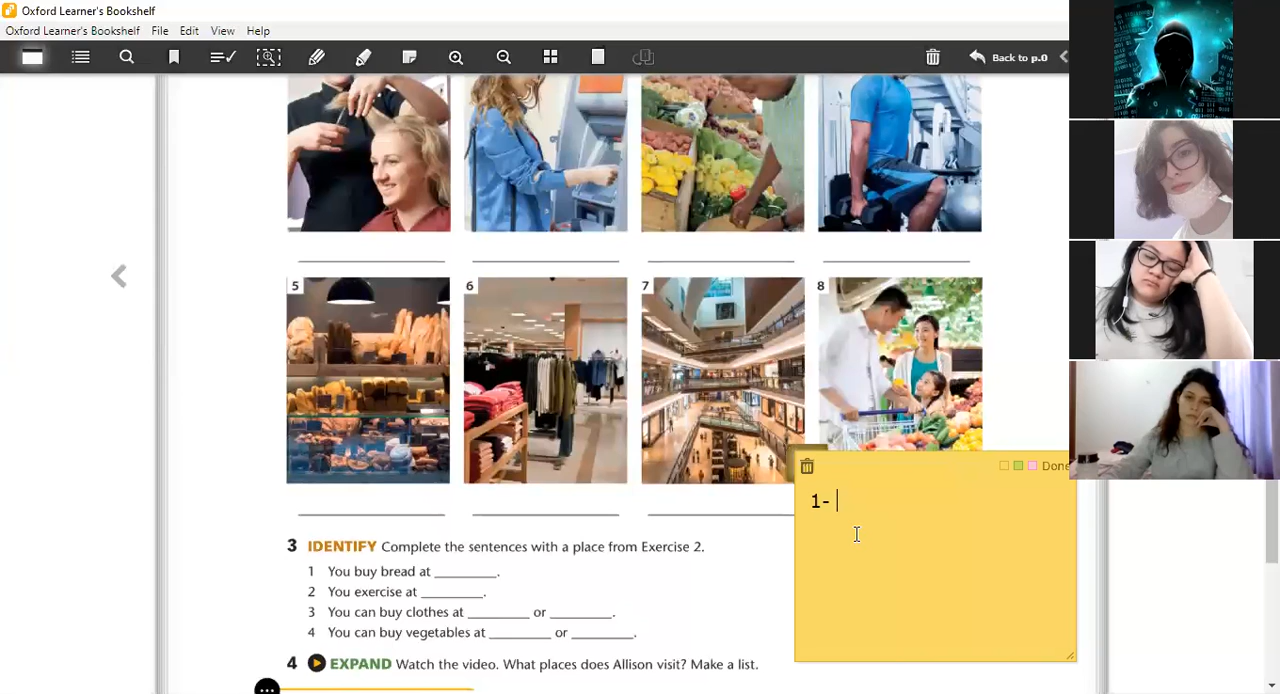 Oxford Learner's Bookshelf
Oxford Learner's Bookshelf File Edit View Help
Back to p.0
5 6 7 8
Done
1-
3 IDENTIFY Complete the sentences with a place from Exercise 2.
1 You buy bread at ________.
2 You exercise at ________.
3 You can buy clothes at ________ or ________.
4 You can buy vegetables at ________ or ________.
4 EXPAND Watch the video. What places does Allison visit? Make a list.